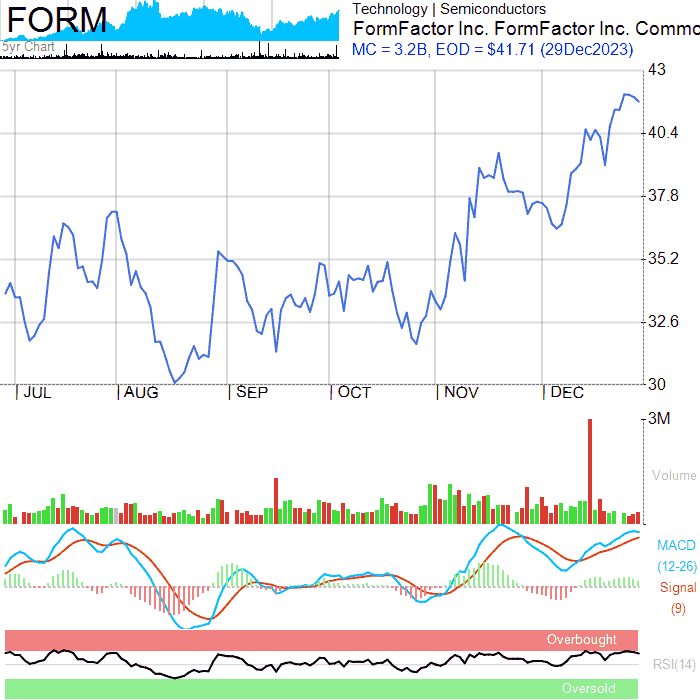 FORM
5yr Chart
Technology | Semiconductors
FormFactor Inc. FormFactor Inc. Commo
MC = 3.2B, EOD = $41.71 (29Dec2023)
43
40.4
37.8
35.2
32.6
30
JUL
AUG
SEP
OCT
NOV
DEC
3M
Volume
MACD
(12-26)
Signal
(9)
Overbought
RSI(14)
Oversold